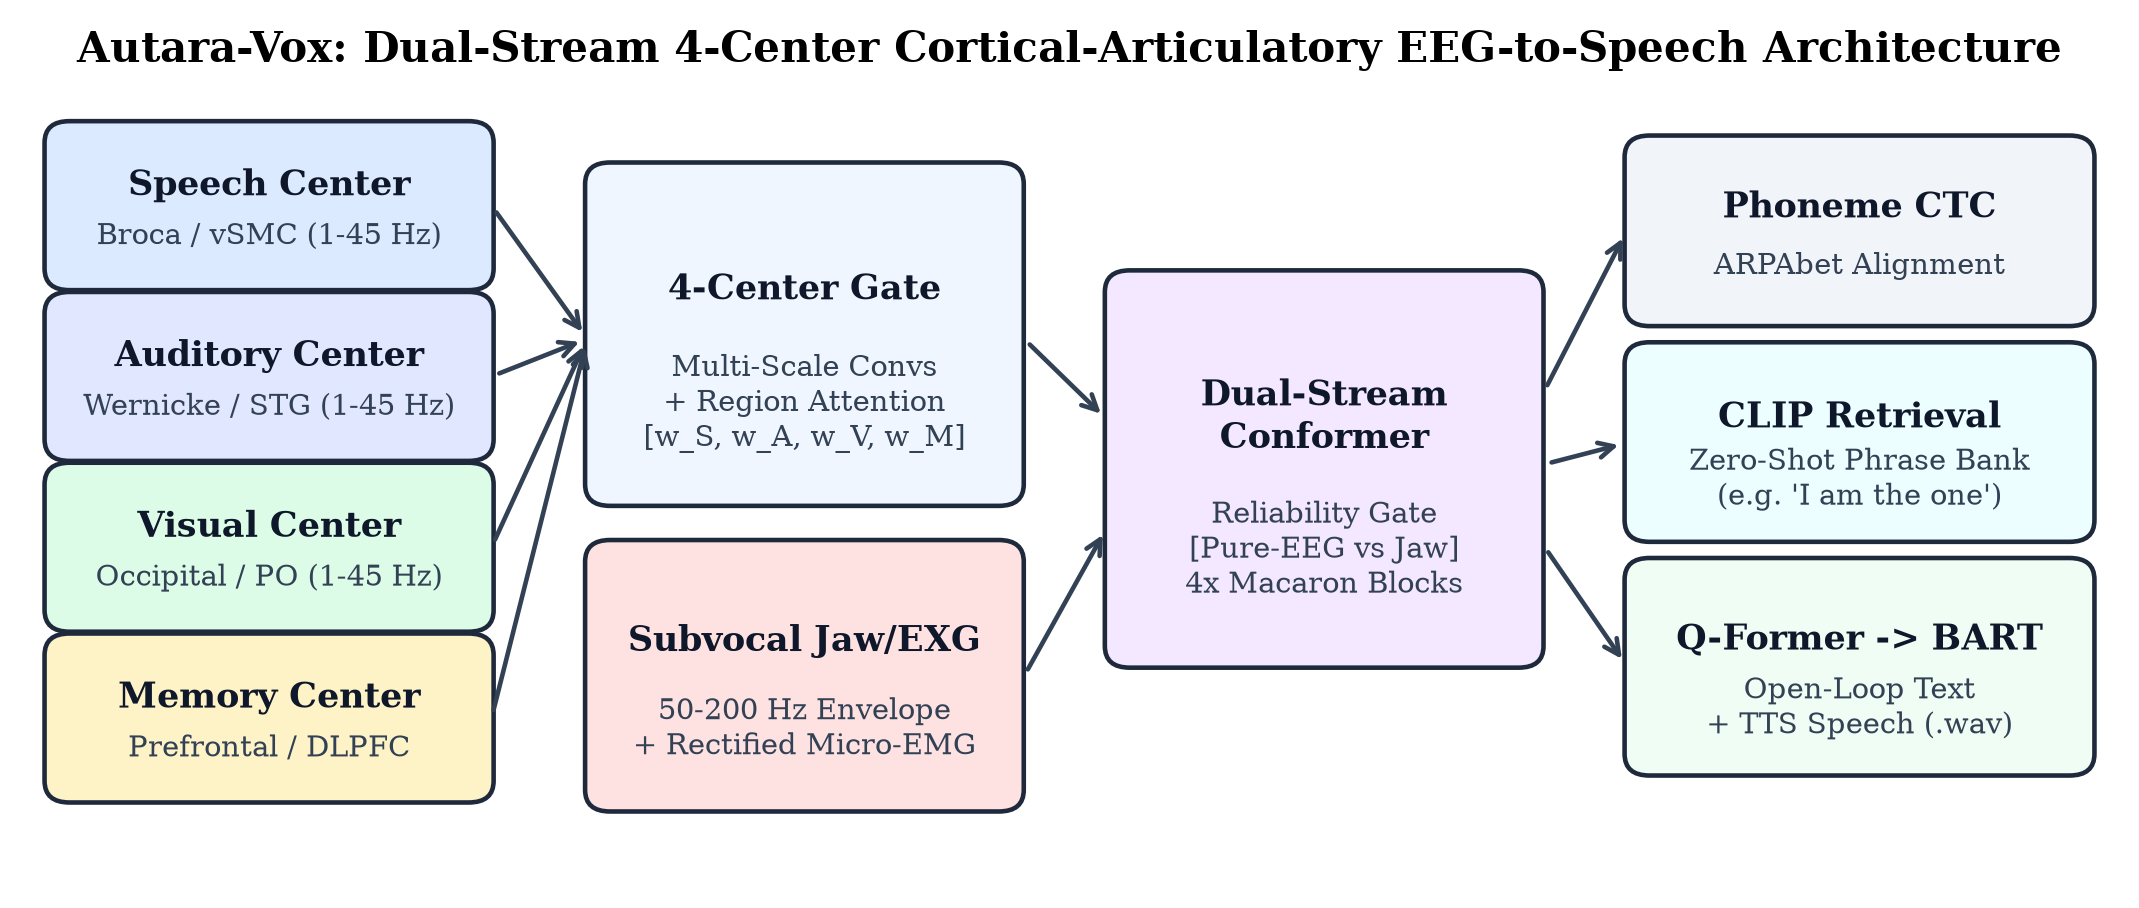 Autara-Vox: Dual-Stream 4-Center Cortical-Articulatory EEG-to-Speech Architecture
Speech Center
Broca / vSMC (1-45 Hz)
Auditory Center
Wernicke / STG (1-45 Hz)
Visual Center
Occipital / PO (1-45 Hz)
Memory Center
Prefrontal / DLPFC
4-Center Gate
Multi-Scale Convs
+ Region Attention
[w_S, w_A, w_V, w_M]
Subvocal Jaw/EXG
50-200 Hz Envelope
+ Rectified Micro-EMG
Dual-Stream
Conformer
Reliability Gate
[Pure-EEG vs Jaw]
4x Macaron Blocks
Phoneme CTC
ARPAbet Alignment
CLIP Retrieval
Zero-Shot Phrase Bank
(e.g. 'I am the one')
Q-Former -> BART
Open-Loop Text
+ TTS Speech (.wav)